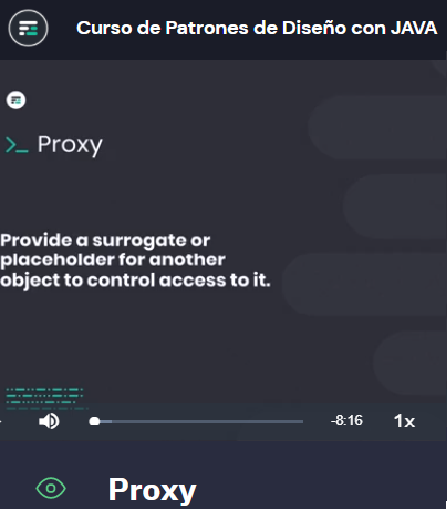 Curso de Patrones de Diseño con JAVA
>_ Proxy
Provide a surrogate or
placeholder for another
object to control access to it.
-8:16 1x
Proxy